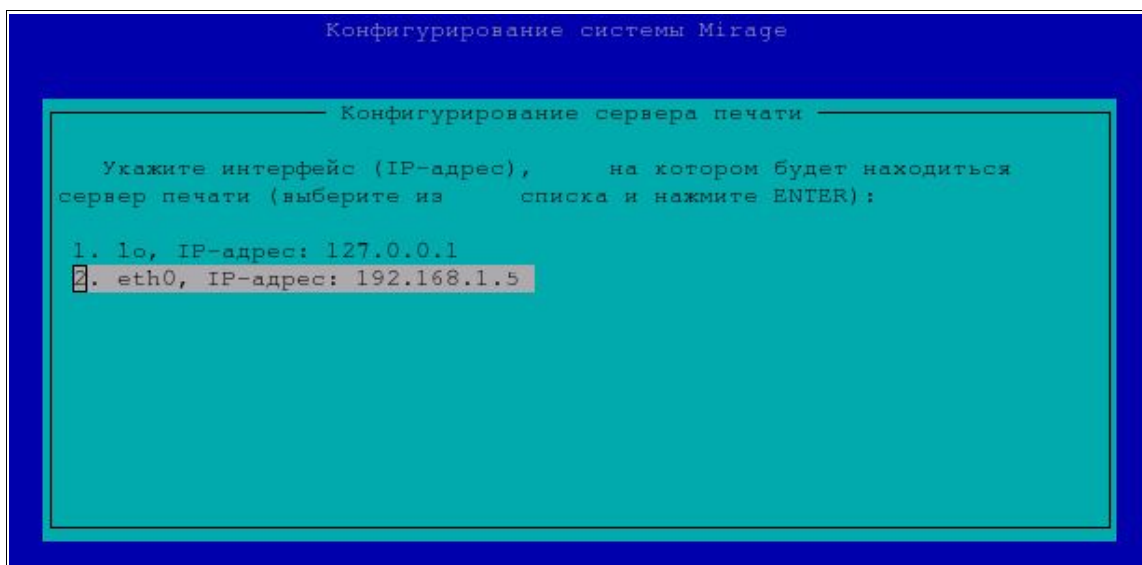 Конфигурирование системы Mirage
Конфигурирование сервера печати
Укажите интерфейс (IP-адрес), на котором будет находиться
сервер печати (выберите из списка и нажмите ENTER):
1. lo, IP-адрес: 127.0.0.1
2. eth0, IP-адрес: 192.168.1.5